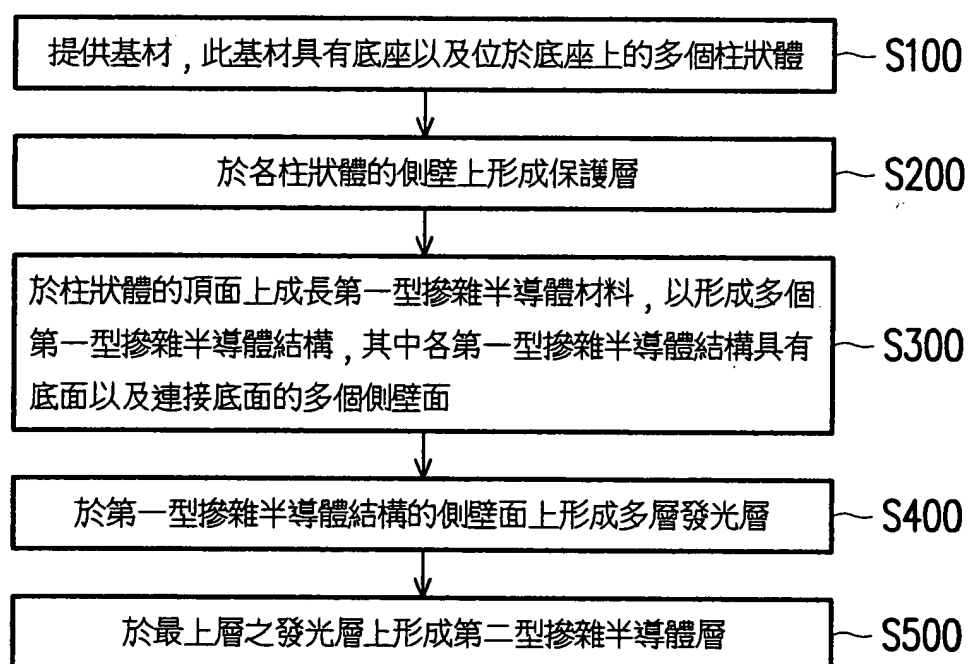 提供基材，此基材具有底座以及位於底座上的多個柱狀體
S100
於各柱狀體的側壁上形成保護層
S200
於柱狀體的頂面上成長第一型摻雜半導體材料，以形成多個
第一型摻雜半導體結構，其中各第一型摻雜半導體結構具有
底面以及連接底面的多個側壁面
S300
於第一型摻雜半導體結構的側壁面上形成多層發光層
S400
於最上層之發光層上形成第二型摻雜半導體層
S500